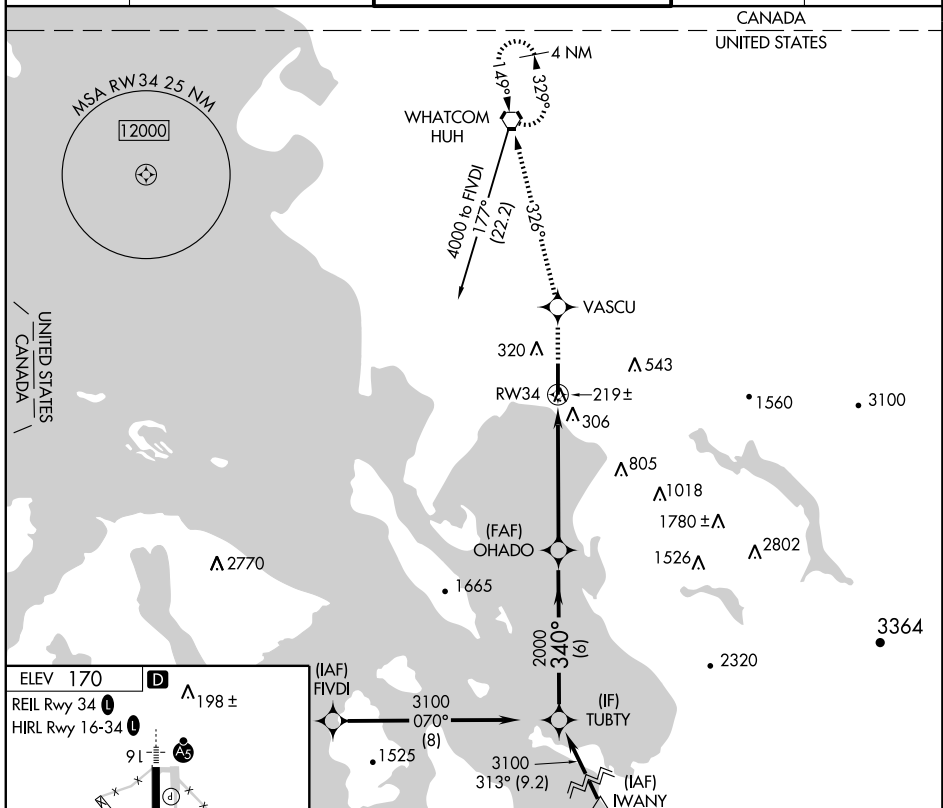 CANADA
UNITED STATES
4 NM
149°
329°
MSA RW34 25 NM
12000
WHATCOM
HUH
4000 to FIVDI
177°
(22.2)
326°
VASCU
UNITED STATES
CANADA
320
543
RW34
219±
306
1560
3100
805
1018
1780 ±
(FAF)
OHADO
1526
2802
2770
1665
2000
340°
(6)
3364
2320
ELEV 170
D
198 ±
REIL Rwy 34 L
HIRL Rwy 16-34 L
(IAF)
FIVDI
3100
070°
(8)
(IF)
TUBTY
16
A5
P
1525
3100
313° (9.2)
(IAF)
IWANY